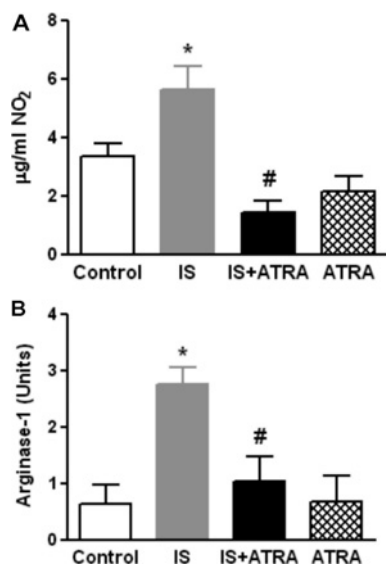 A
µg/ml NO2
8
6
4
2
0
*
#
Control IS IS+ATRA ATRA
B
Arginase-1 (Units)
4
3
2
1
0
*
#
Control IS IS+ATRA ATRA